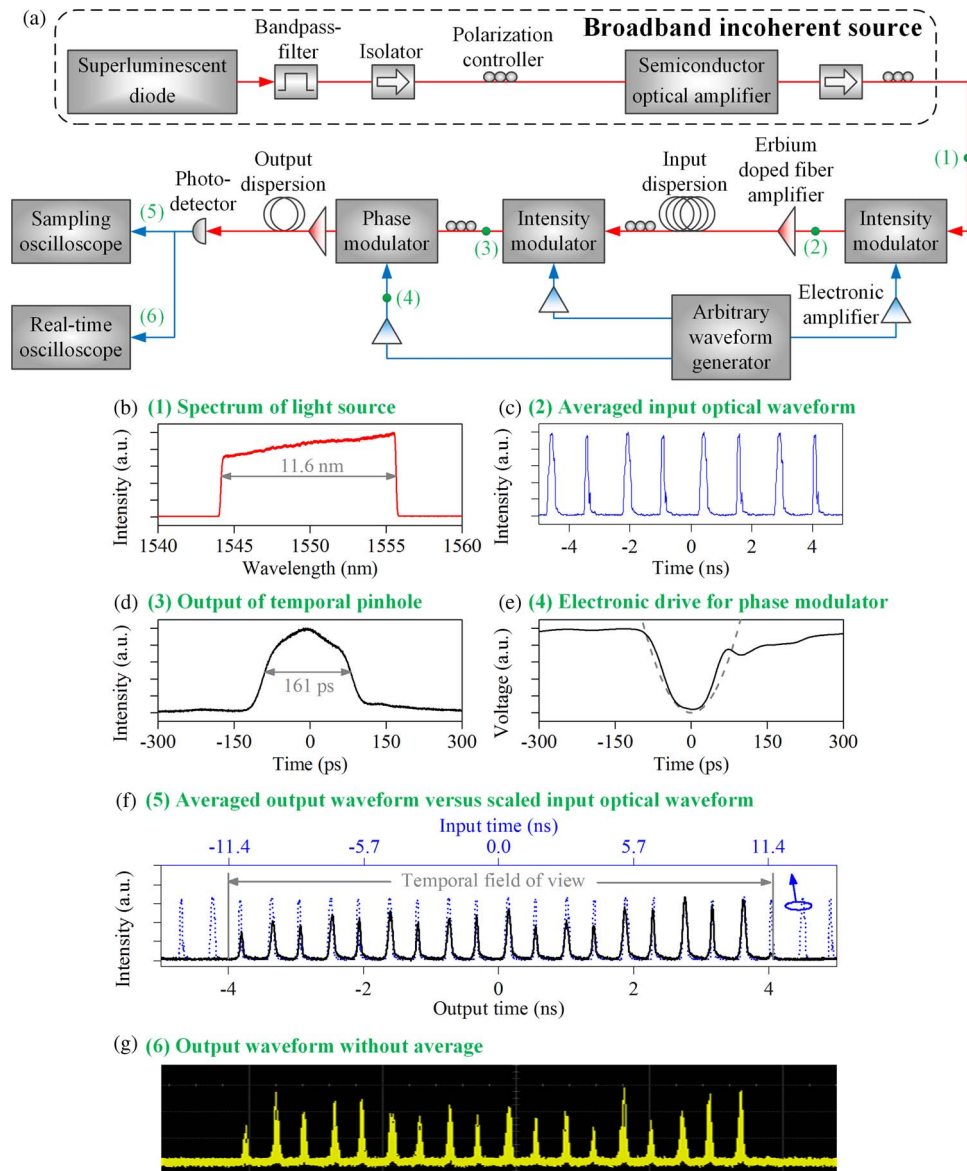 (a)
Broadband incoherent source
Bandpass-
filter
Isolator
Polarization
controller
Superluminescent
diode
Semiconductor
optical amplifier
(1)
Photo-
detector
Output
dispersion
Input
dispersion
Erbium
doped fiber
amplifier
Sampling
oscilloscope
(5)
Phase
modulator
(3)
Intensity
modulator
(2)
Intensity
modulator
(4)
(6)
Real-time
oscilloscope
Arbitrary
waveform
generator
Electronic
amplifier
(b) (1) Spectrum of light source
Intensity (a.u.)
11.6 nm
1540 1545 1550 1555 1560
Wavelength (nm)
(c) (2) Averaged input optical waveform
Intensity (a.u.)
-4 -2 0 2 4
Time (ns)
(d) (3) Output of temporal pinhole
Intensity (a.u.)
161 ps
-300 -150 0 150 300
Time (ps)
(e) (4) Electronic drive for phase modulator
Voltage (a.u.)
-300 -150 0 150 300
Time (ps)
(f) (5) Averaged output waveform versus scaled input optical waveform
Input time (ns)
-11.4 -5.7 0.0 5.7 11.4
Intensity (a.u.)
Temporal field of view
-4 -2 0 2 4
Output time (ns)
(g) (6) Output waveform without average